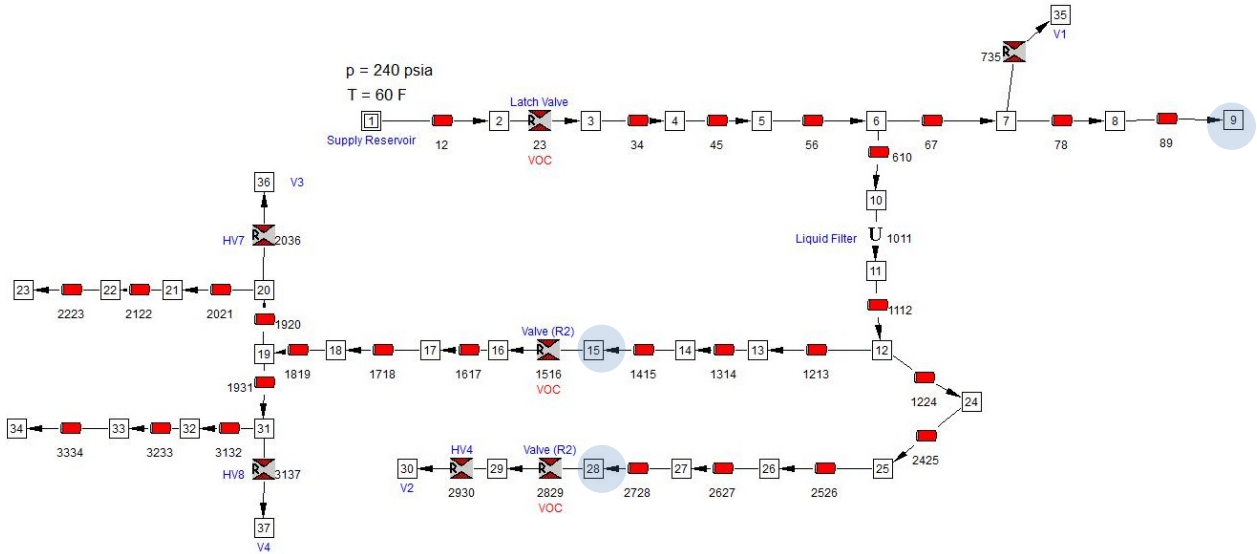 35
V1
735
p = 240 psia
T = 60 F
Latch Valve
1
2
3
4
5
6
7
8
9
Supply Reservoir
12
23
34
45
56
67
78
89
VOC
610
36
V3
10
HV7
2036
Liquid Filter
U
1011
11
23
22
21
20
2223
2122
2021
1112
1920
Valve (R2)
19
18
17
16
15
14
13
12
1819
1718
1617
1516
1415
1314
1213
VOC
1931
1224
24
34
33
32
31
2425
3334
3233
3132
HV4
Valve (R2)
HV8
3137
30
29
28
27
26
25
V2
2930
2829
2728
2627
2526
VOC
37
V4
R
R
R
R
R
R
R